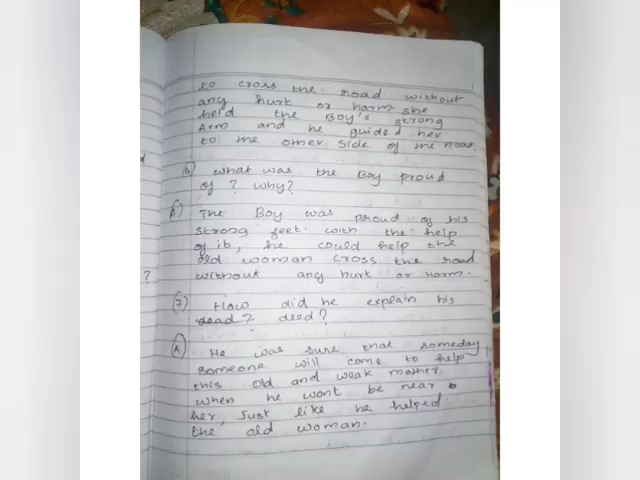 to cross the road without
any hurt or harm she
held the Boy's strong
Arm and he guided her
to the other side of the road.
(6) What was the Boy proud
of? why?
A) The Boy was proud of his
strong feet. with the help
of it, he could help the
old woman cross the road
without any hurt or harm.
?
(7) How did he explain his
dead? deed?
(A) He was sure that someday
someone will come to help
this old and weak mother
when he wont be near
her, Just like he helped
the old woman.